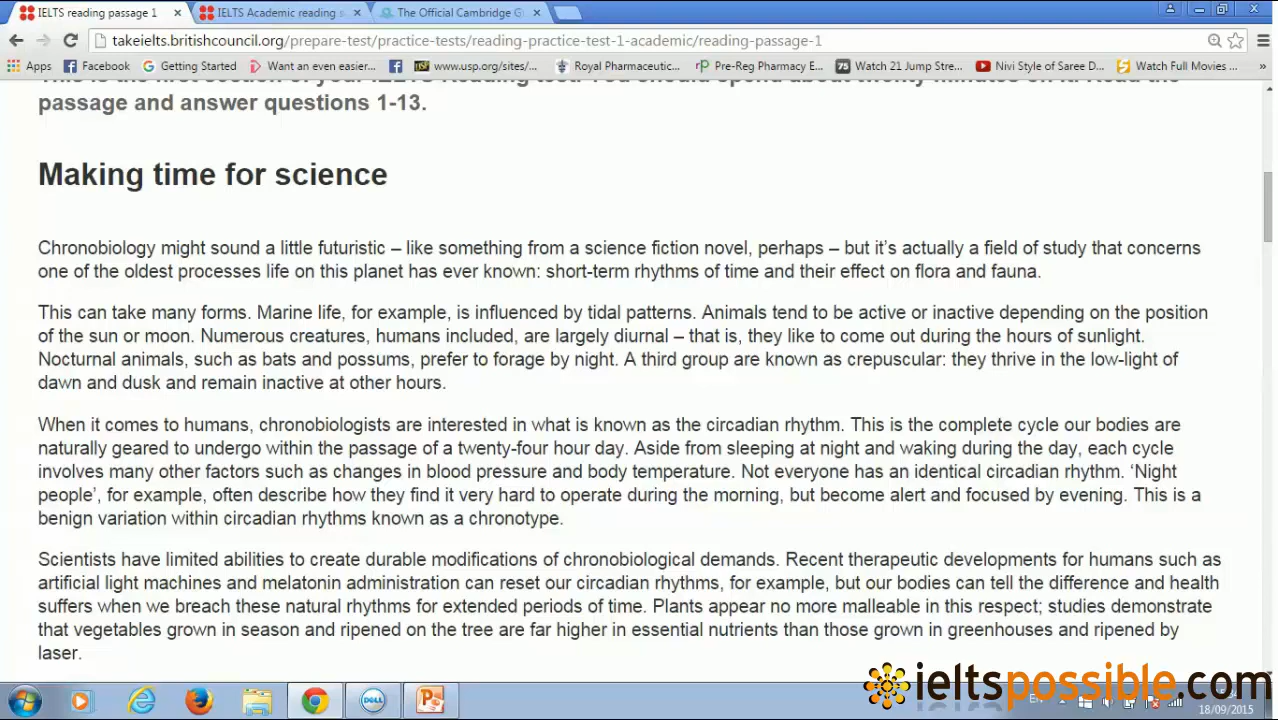 IELTS reading passage 1
IELTS Academic reading s
The Official Cambridge G
takeielts.britishcouncil.org/prepare-test/practice-tests/reading-practice-test-1-academic/reading-passage-1
Apps Facebook Getting Started Want an even easier... www.usp.org/sites/... Royal Pharmaceutic... Pre-Reg Pharmacy E... 75 Watch 21 Jump Stre... Nivi Style of Saree D... Watch Full Movies ... »
passage and answer questions 1-13.
Making time for science
Chronobiology might sound a little futuristic – like something from a science fiction novel, perhaps – but it's actually a field of study that concerns
one of the oldest processes life on this planet has ever known: short-term rhythms of time and their effect on flora and fauna.
This can take many forms. Marine life, for example, is influenced by tidal patterns. Animals tend to be active or inactive depending on the position
of the sun or moon. Numerous creatures, humans included, are largely diurnal – that is, they like to come out during the hours of sunlight.
Nocturnal animals, such as bats and possums, prefer to forage by night. A third group are known as crepuscular: they thrive in the low-light of
dawn and dusk and remain inactive at other hours.
When it comes to humans, chronobiologists are interested in what is known as the circadian rhythm. This is the complete cycle our bodies are
naturally geared to undergo within the passage of a twenty-four hour day. Aside from sleeping at night and waking during the day, each cycle
involves many other factors such as changes in blood pressure and body temperature. Not everyone has an identical circadian rhythm. 'Night
people', for example, often describe how they find it very hard to operate during the morning, but become alert and focused by evening. This is a
benign variation within circadian rhythms known as a chronotype.
Scientists have limited abilities to create durable modifications of chronobiological demands. Recent therapeutic developments for humans such as
artificial light machines and melatonin administration can reset our circadian rhythms, for example, but our bodies can tell the difference and health
suffers when we breach these natural rhythms for extended periods of time. Plants appear no more malleable in this respect; studies demonstrate
that vegetables grown in season and ripened on the tree are far higher in essential nutrients than those grown in greenhouses and ripened by
laser.
ieltspossible.com
DELL
18/09/2015